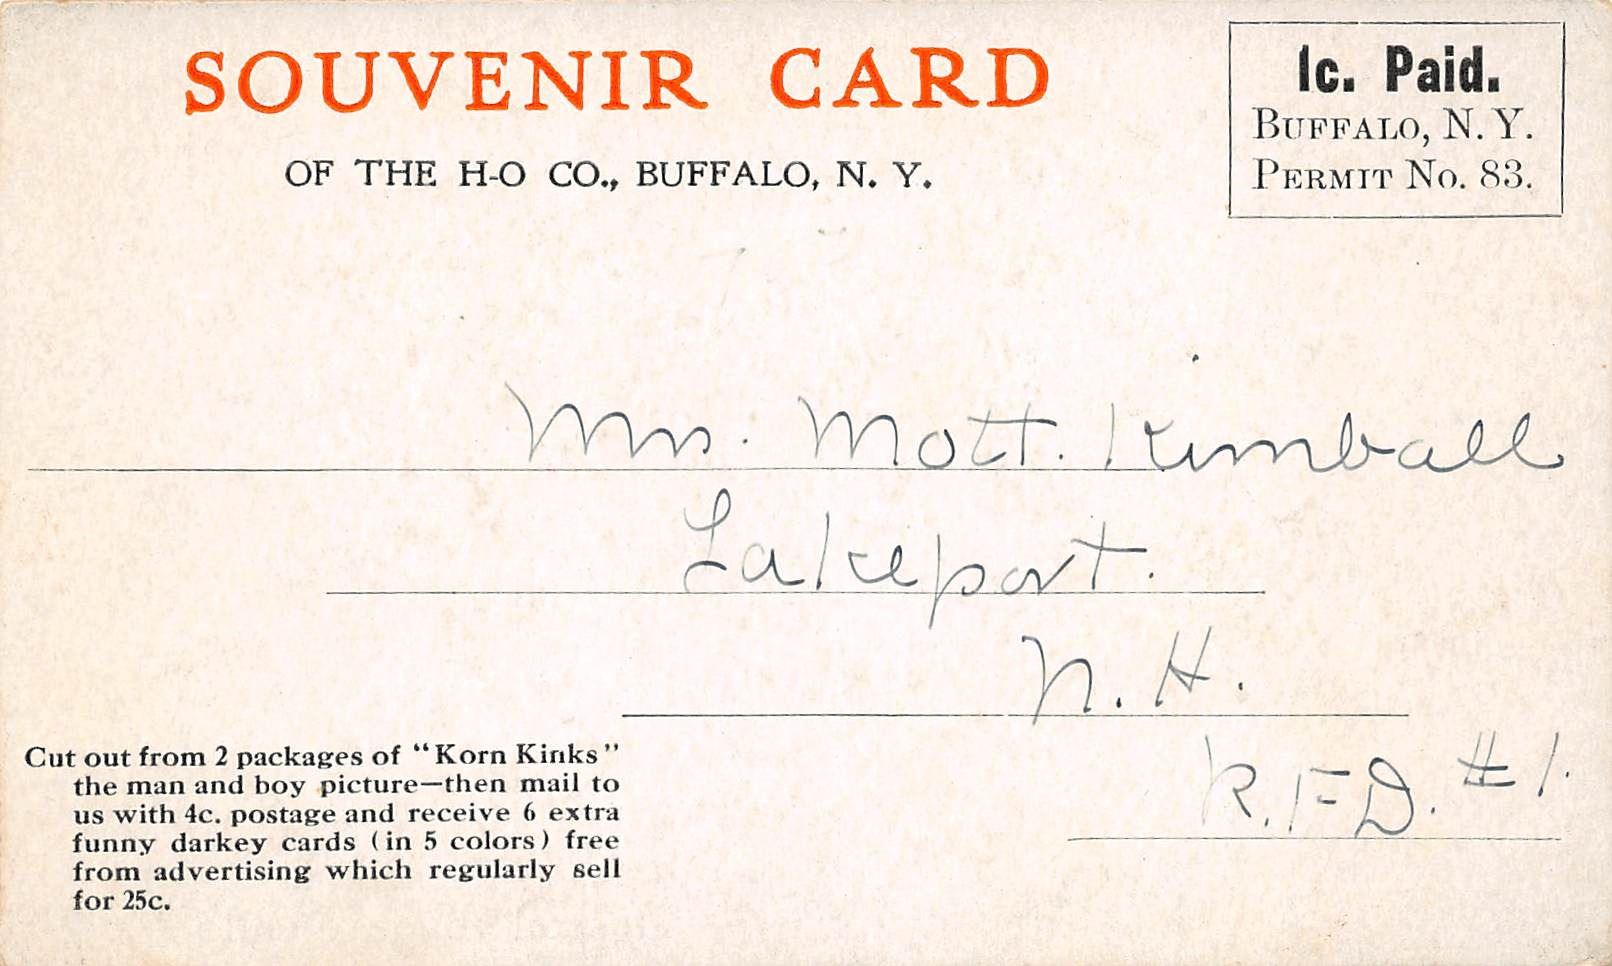 SOUVENIR CARD
OF THE H-O CO., BUFFALO, N. Y.
1c. Paid.
BUFFALO, N. Y.
PERMIT No. 83.
Mrs. Mott. Kimball
Lakeport.
N. H.
R. F D. # 1.
Cut out from 2 packages of "Korn Kinks"
the man and boy picture—then mail to
us with 4c. postage and receive 6 extra
funny darkey cards (in 5 colors) free
from advertising which regularly sell
for 25c.